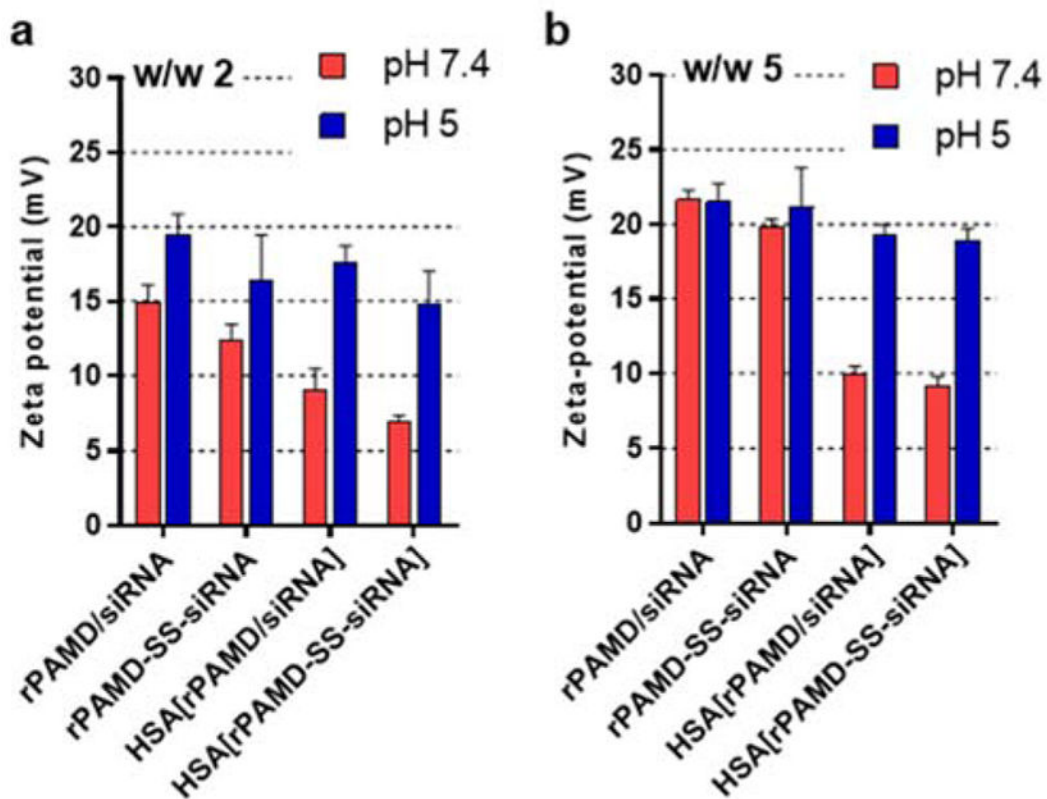 a
w/w 2
pH 7.4
pH 5
Zeta potential (mV)
30
25
20
15
10
5
0
rPAMD/siRNA
rPAMD-SS-siRNA
HSA[rPAMD/siRNA]
HSA[rPAMD-SS-siRNA]
b
w/w 5
pH 7.4
pH 5
Zeta-potential (mV)
30
25
20
15
10
5
0
rPAMD/siRNA
rPAMD-SS-siRNA
HSA[rPAMD/siRNA]
HSA[rPAMD-SS-siRNA]